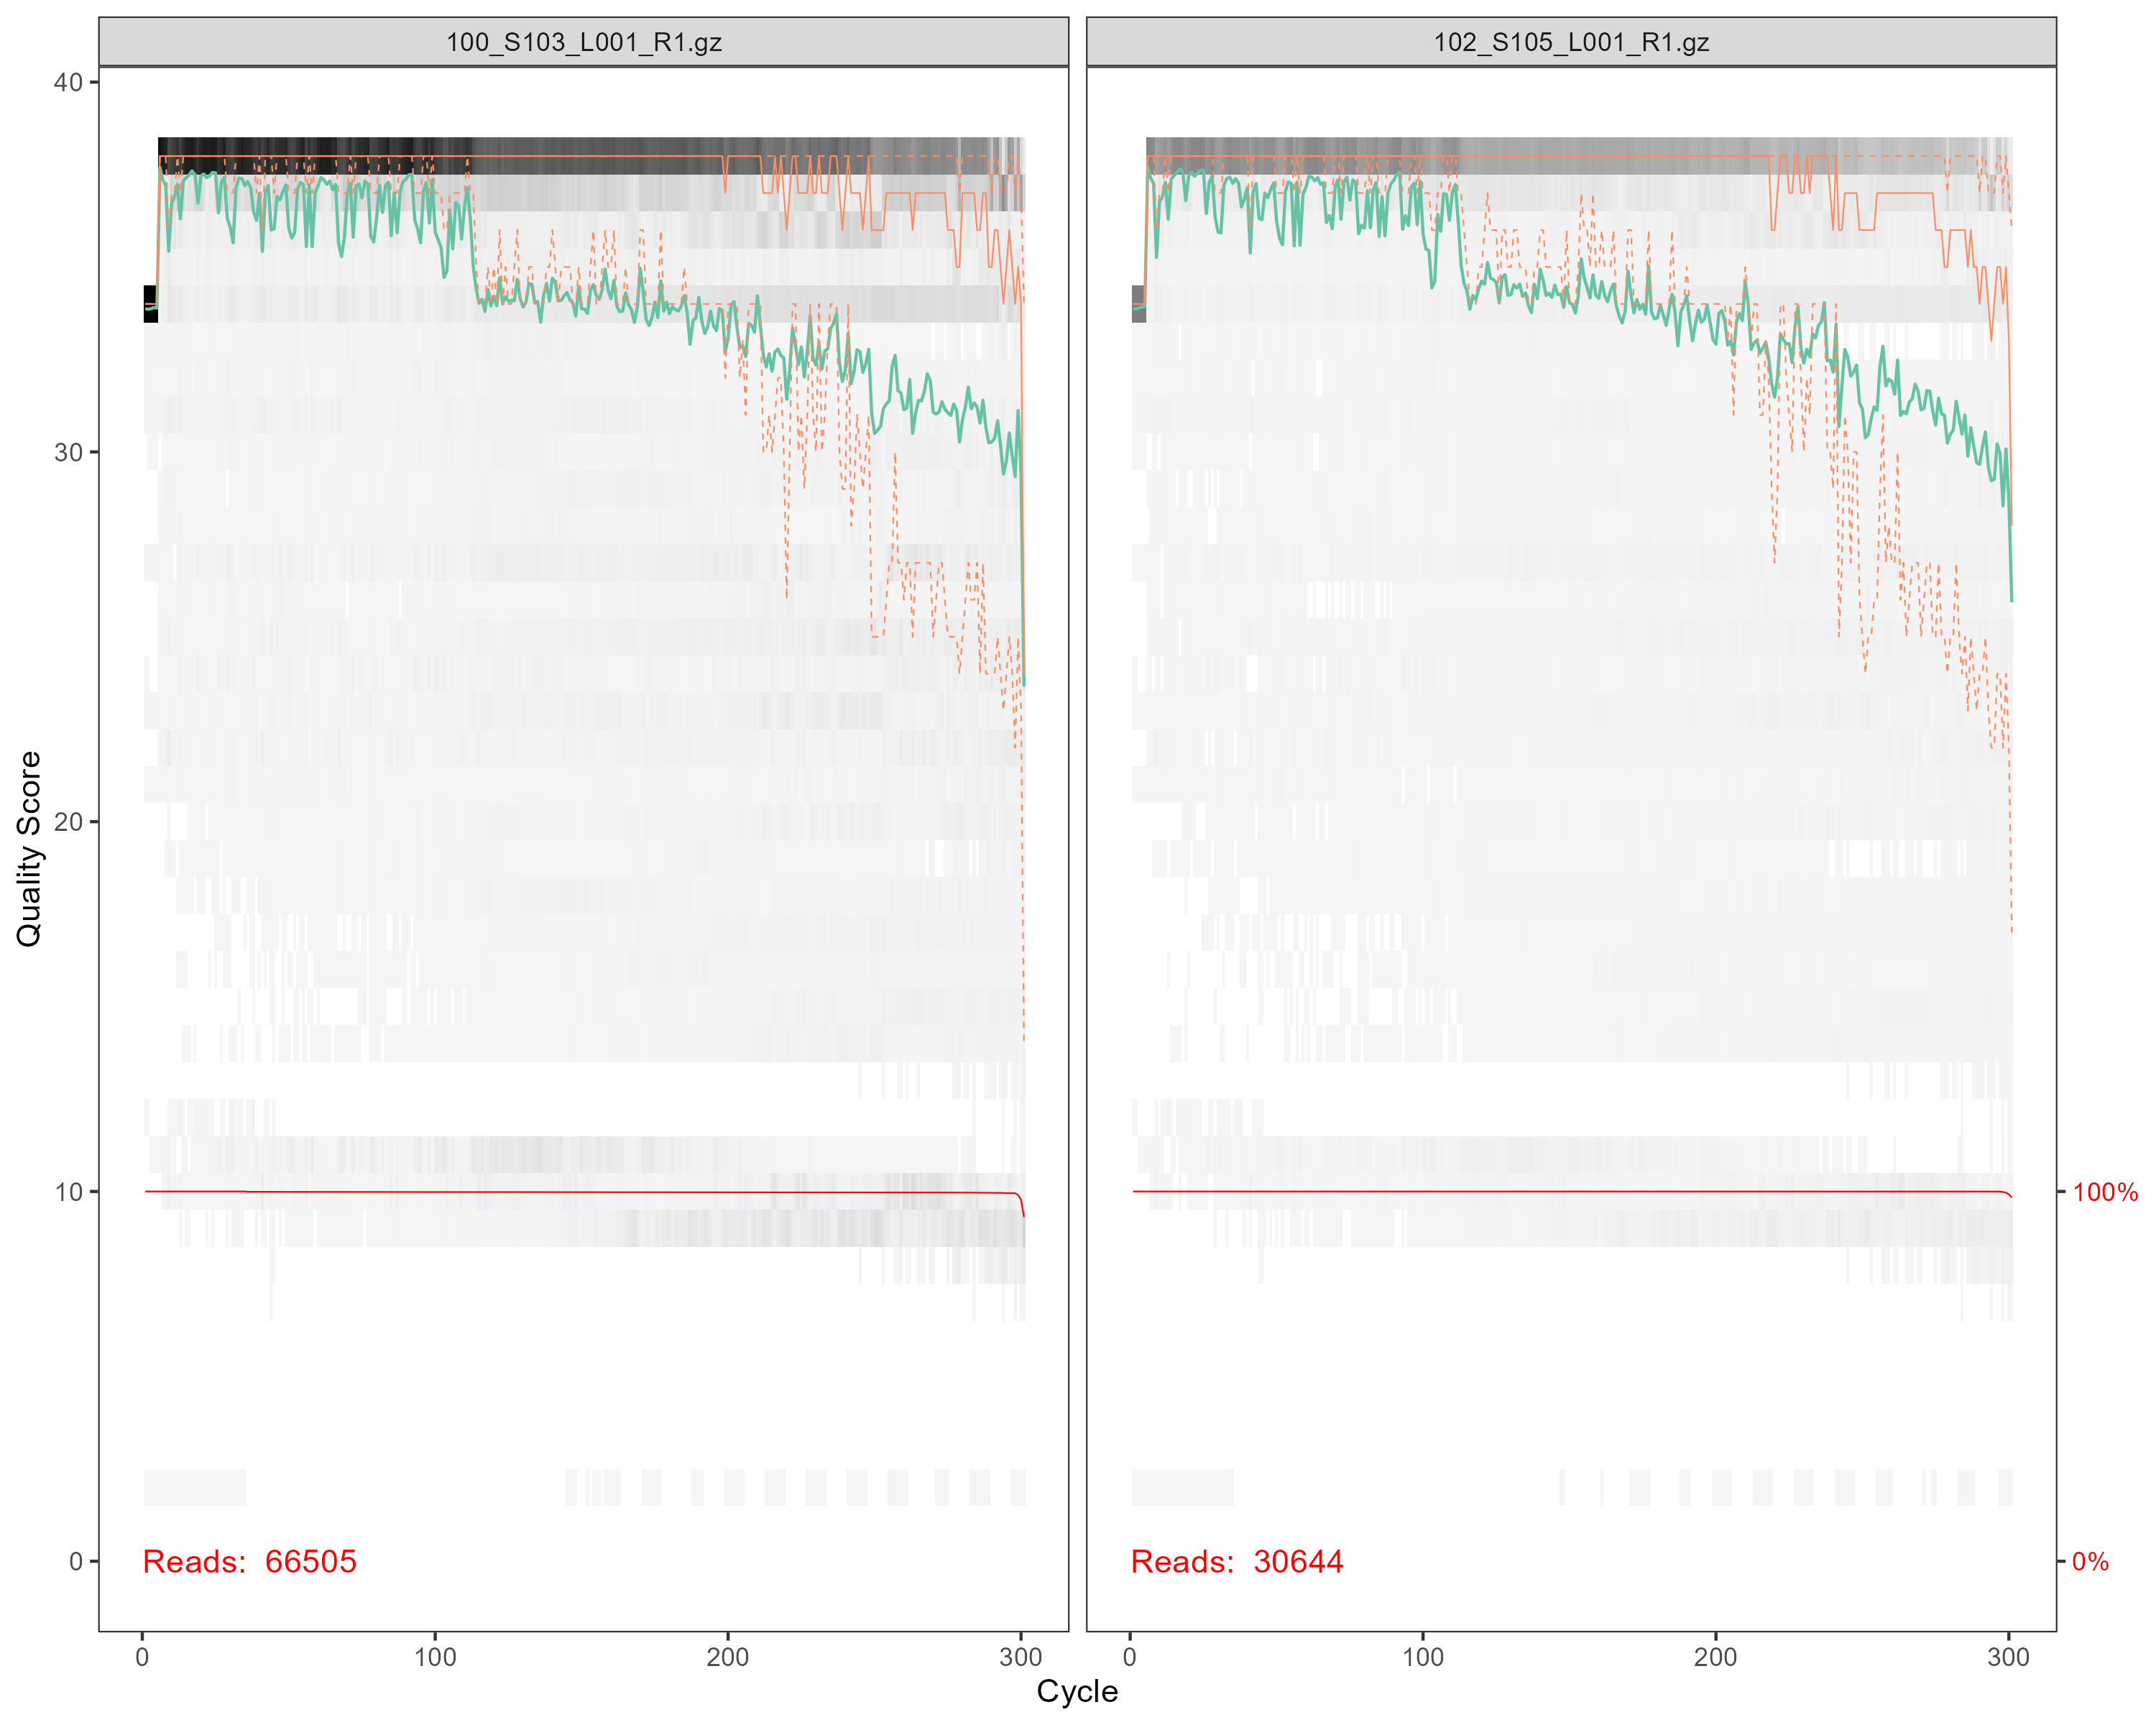 100_S103_L001_R1.gz
102_S105_L001_R1.gz
40
30
20
10
0
Quality Score
100%
0%
Reads: 66505
Reads: 30644
0 100 200 300
0 100 200 300
Cycle